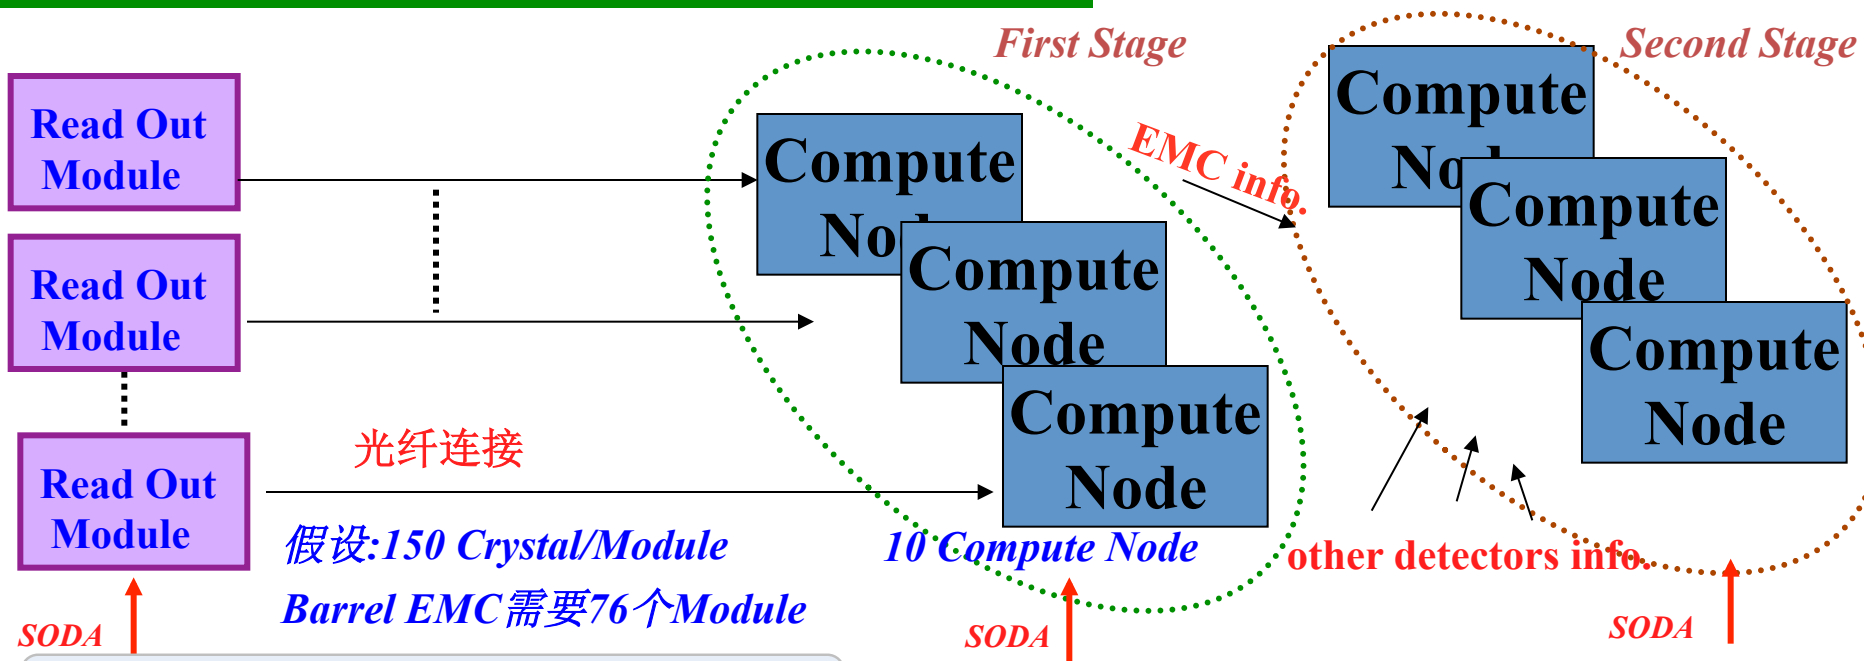 First Stage
Second Stage
Read Out
Module
Read Out
Module
Read Out
Module
Compute
Compute
Node
Compute
Node
EMC info.
Compute
Compute
Node
Compute
Node
光纤连接
假设:150 Crystal/Module
Barrel EMC需要76个Module
10 Compute Node
other detectors info.
SODA
SODA
SODA